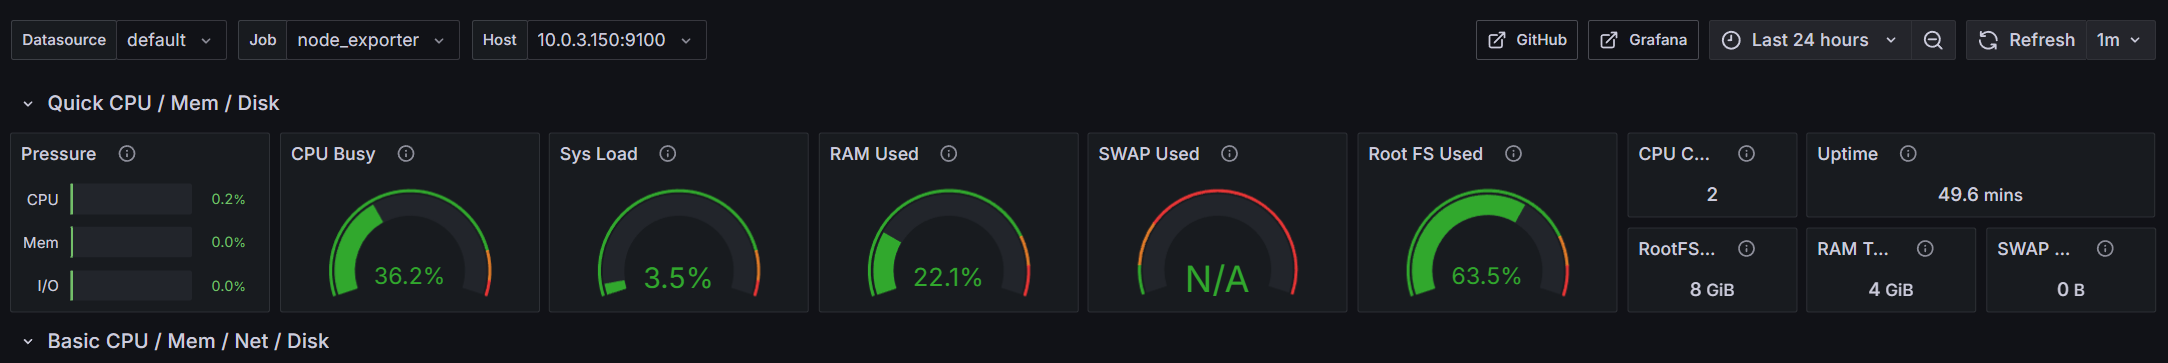 Datasource default Job node_exporter Host 10.0.3.150:9100 GitHub Grafana Last 24 hours Refresh 1m
Quick CPU / Mem / Disk
Pressure
CPU 0.2%
Mem 0.0%
I/O 0.0%
CPU Busy
36.2%
Sys Load
3.5%
RAM Used
22.1%
SWAP Used
N/A
Root FS Used
63.5%
CPU C...
2
Uptime
49.6 mins
RootFS...
8 GiB
RAM T...
4 GiB
SWAP ...
0 B
Basic CPU / Mem / Net / Disk